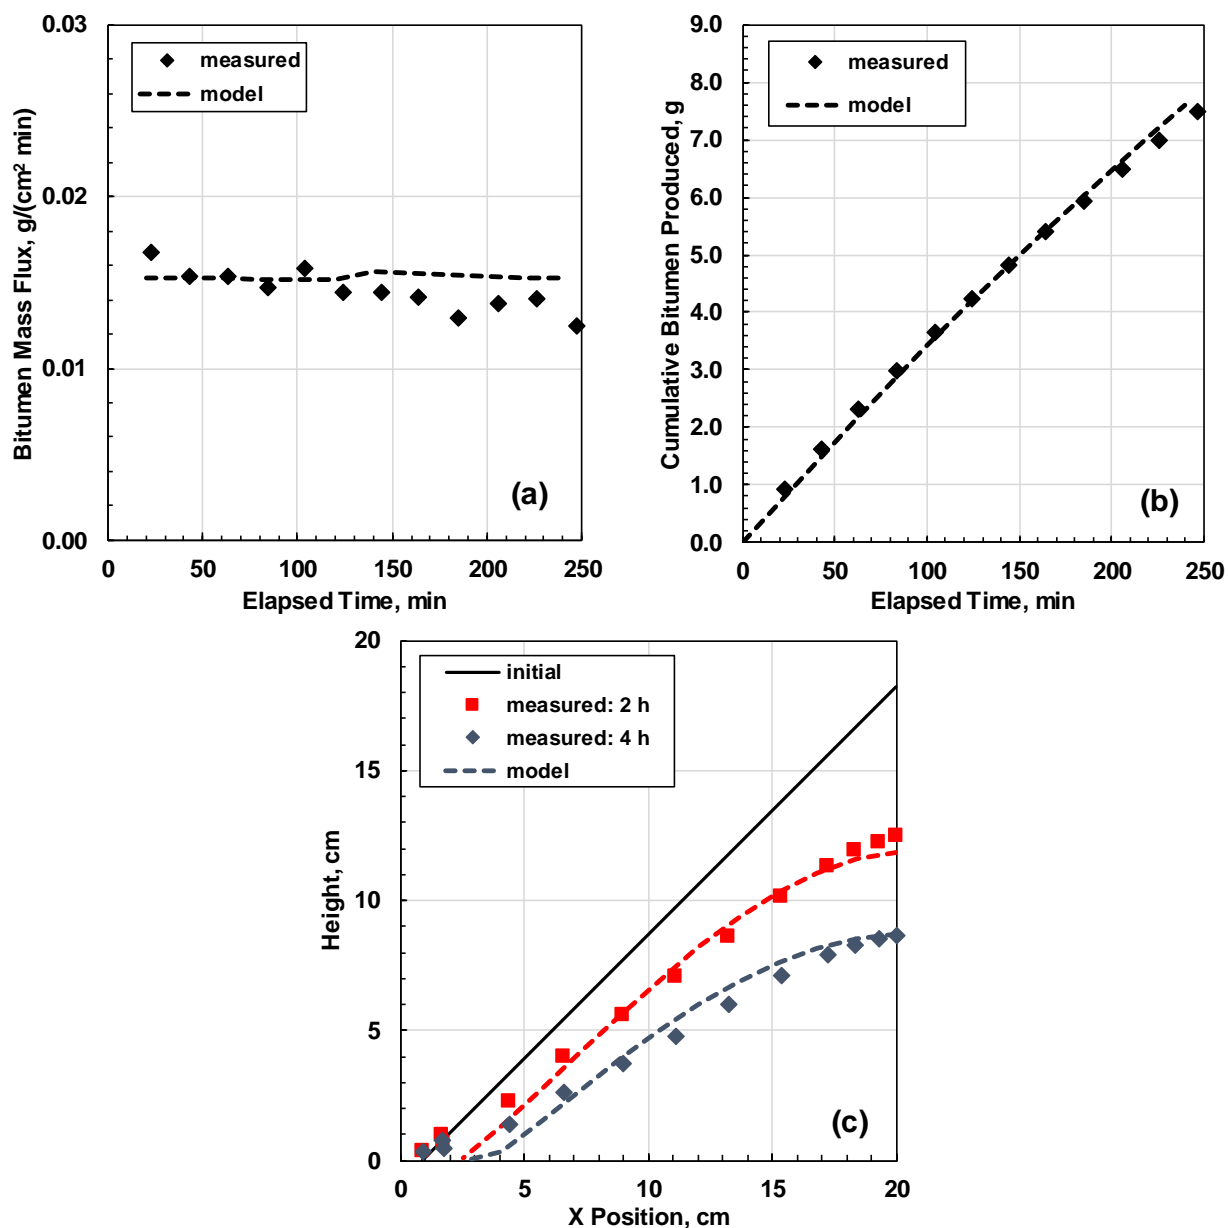 0.03
0.02
0.01
0.00
Bitumen Mass Flux, g/(cm² min)
measured
model
(a)
0 50 100 150 200 250
Elapsed Time, min
9.0
8.0
7.0
6.0
5.0
4.0
3.0
2.0
1.0
0.0
Cumulative Bitumen Produced, g
measured
model
(b)
0 50 100 150 200 250
Elapsed Time, min
20
15
10
5
0
Height, cm
initial
measured: 2 h
measured: 4 h
model
(c)
0 5 10 15 20
X Position, cm